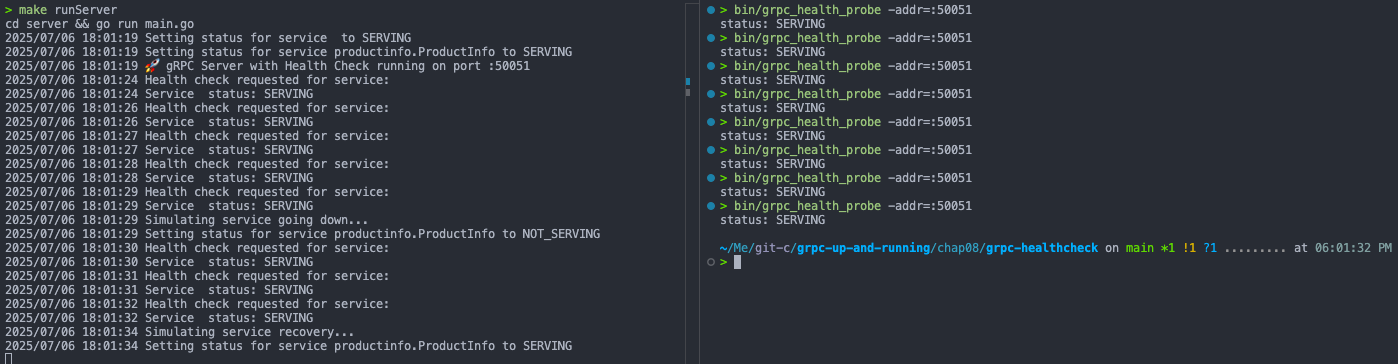 > make runServer
cd server && go run main.go
2025/07/06 18:01:19 Setting status for service  to SERVING
2025/07/06 18:01:19 Setting status for service productinfo.ProductInfo to SERVING
2025/07/06 18:01:19 🚀 gRPC Server with Health Check running on port :50051
2025/07/06 18:01:24 Health check requested for service:
2025/07/06 18:01:24 Service  status: SERVING
2025/07/06 18:01:26 Health check requested for service:
2025/07/06 18:01:26 Service  status: SERVING
2025/07/06 18:01:27 Health check requested for service:
2025/07/06 18:01:27 Service  status: SERVING
2025/07/06 18:01:28 Health check requested for service:
2025/07/06 18:01:28 Service  status: SERVING
2025/07/06 18:01:29 Health check requested for service:
2025/07/06 18:01:29 Service  status: SERVING
2025/07/06 18:01:29 Simulating service going down...
2025/07/06 18:01:29 Setting status for service productinfo.ProductInfo to NOT_SERVING
2025/07/06 18:01:30 Health check requested for service:
2025/07/06 18:01:30 Service  status: SERVING
2025/07/06 18:01:31 Health check requested for service:
2025/07/06 18:01:31 Service  status: SERVING
2025/07/06 18:01:32 Health check requested for service:
2025/07/06 18:01:32 Service  status: SERVING
2025/07/06 18:01:34 Simulating service recovery...
2025/07/06 18:01:34 Setting status for service productinfo.ProductInfo to SERVING
> bin/grpc_health_probe -addr=:50051
status: SERVING
> bin/grpc_health_probe -addr=:50051
status: SERVING
> bin/grpc_health_probe -addr=:50051
status: SERVING
> bin/grpc_health_probe -addr=:50051
status: SERVING
> bin/grpc_health_probe -addr=:50051
status: SERVING
> bin/grpc_health_probe -addr=:50051
status: SERVING
> bin/grpc_health_probe -addr=:50051
status: SERVING
> bin/grpc_health_probe -addr=:50051
status: SERVING
~/Me/git-c/grpc-up-and-running/chap08/grpc-healthcheck on main *1 !1 ?1 ......... at 06:01:32 PM
>